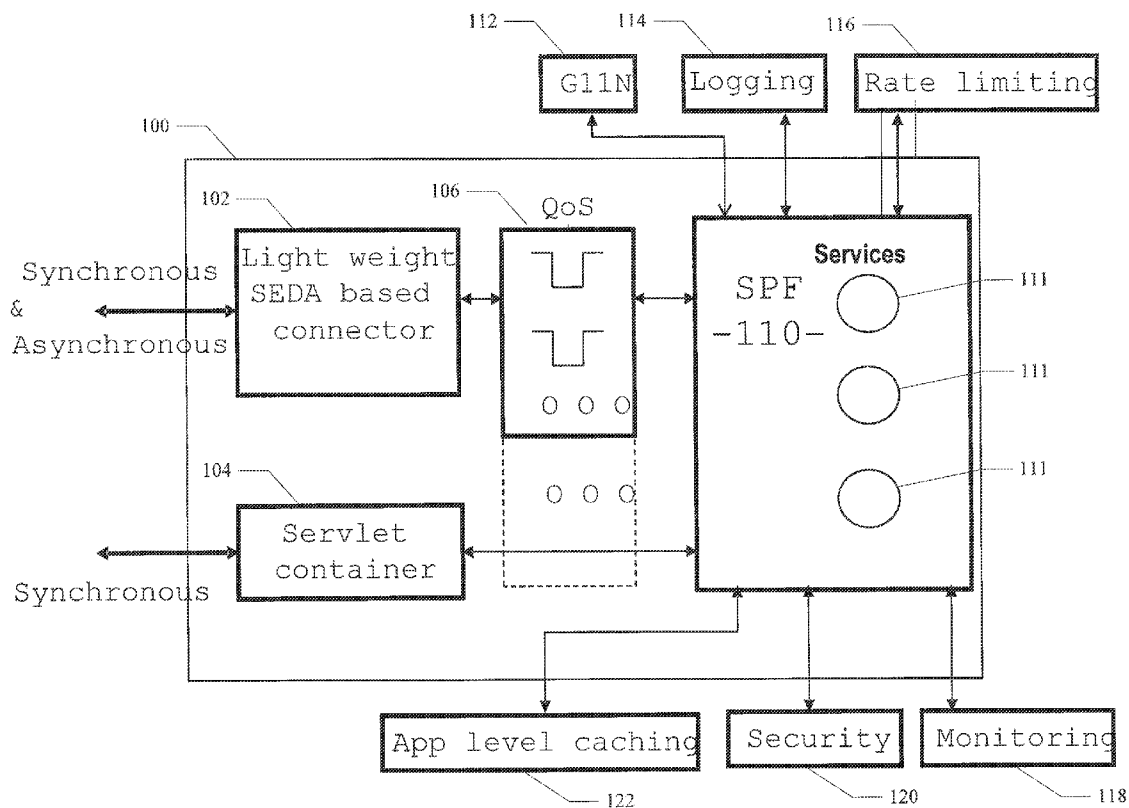 112
114
116
G11N
Logging
Rate limiting
100
102
106
QoS
Light weight
SEDA based
connector
Synchronous
&
Asynchronous
Services
SPF
-110-
111
111
111
O O O
O O O
104
Servlet
container
Synchronous
App level caching
Security
Monitoring
122
120
118